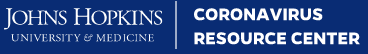 JOHNS HOPKINS
UNIVERSITY & MEDICINE
CORONAVIRUS
RESOURCE CENTER